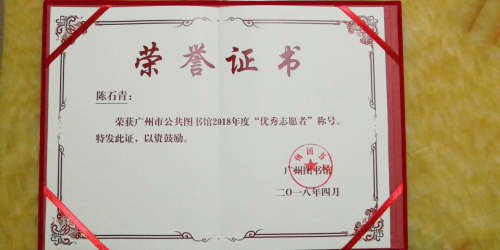 荣誉证书
陈石青：
荣获广州市公共图书馆2018年度“优秀志愿者”称号。
特发此证，以资鼓励。
广州图书馆
二〇一八年四月